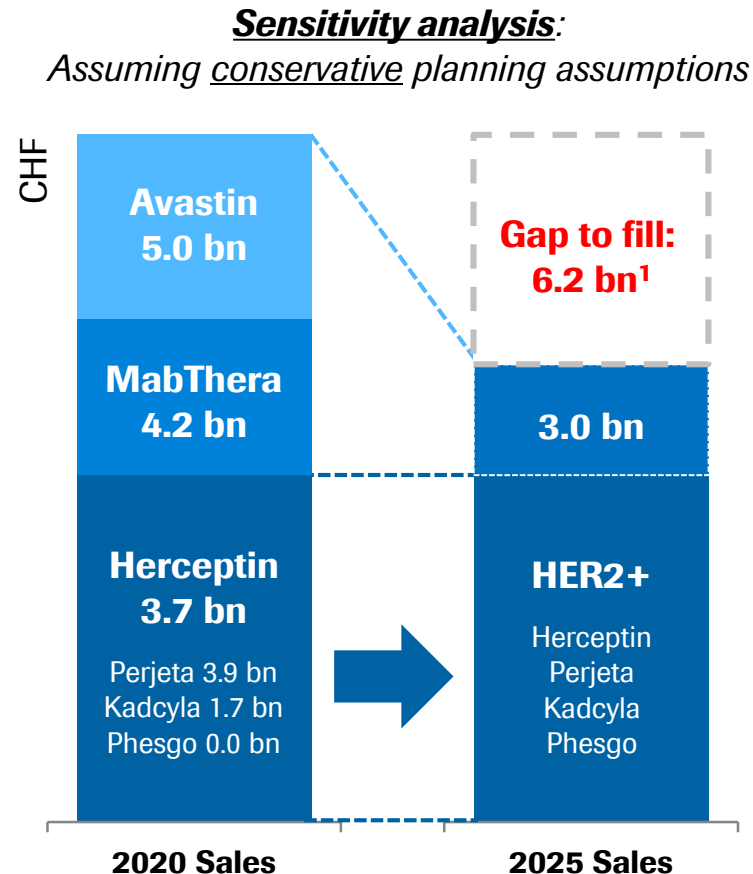 Sensitivity analysis:
Assuming conservative planning assumptions
CHF
Avastin
5.0 bn
MabThera
4.2 bn
Herceptin
3.7 bn
Perjeta 3.9 bn
Kadcyla 1.7 bn
Phesgo 0.0 bn
Gap to fill:
6.2 bn¹
3.0 bn
HER2+
Herceptin
Perjeta
Kadcyla
Phesgo
2020 Sales
2025 Sales